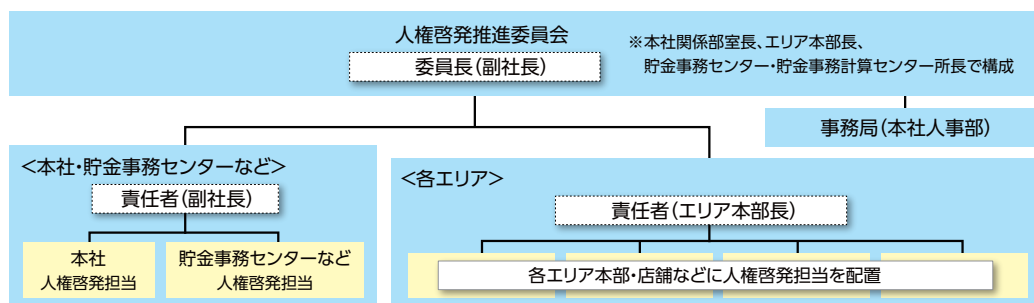 人権啓発推進委員会
委員長(副社長)
※本社関係部室長、エリア本部長、
貯金事務センター・貯金事務計算センター所長で構成
事務局(本社人事部)
<本社・貯金事務センターなど>
責任者(副社長)
本社
人権啓発担当
貯金事務センターなど
人権啓発担当
<各エリア>
責任者(エリア本部長)
各エリア本部・店舗などに人権啓発担当を配置